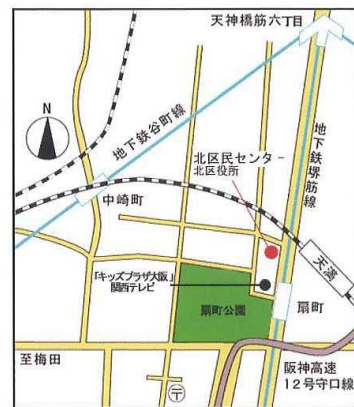 天神橋筋六丁目
N
地下鉄谷町線
地下鉄堺筋線
北区民センター
北区役所
中崎町
天満
「キッズプラザ大阪」
関西テレビ
扇町公園
扇町
至梅田
阪神高速
12号守口線
〒